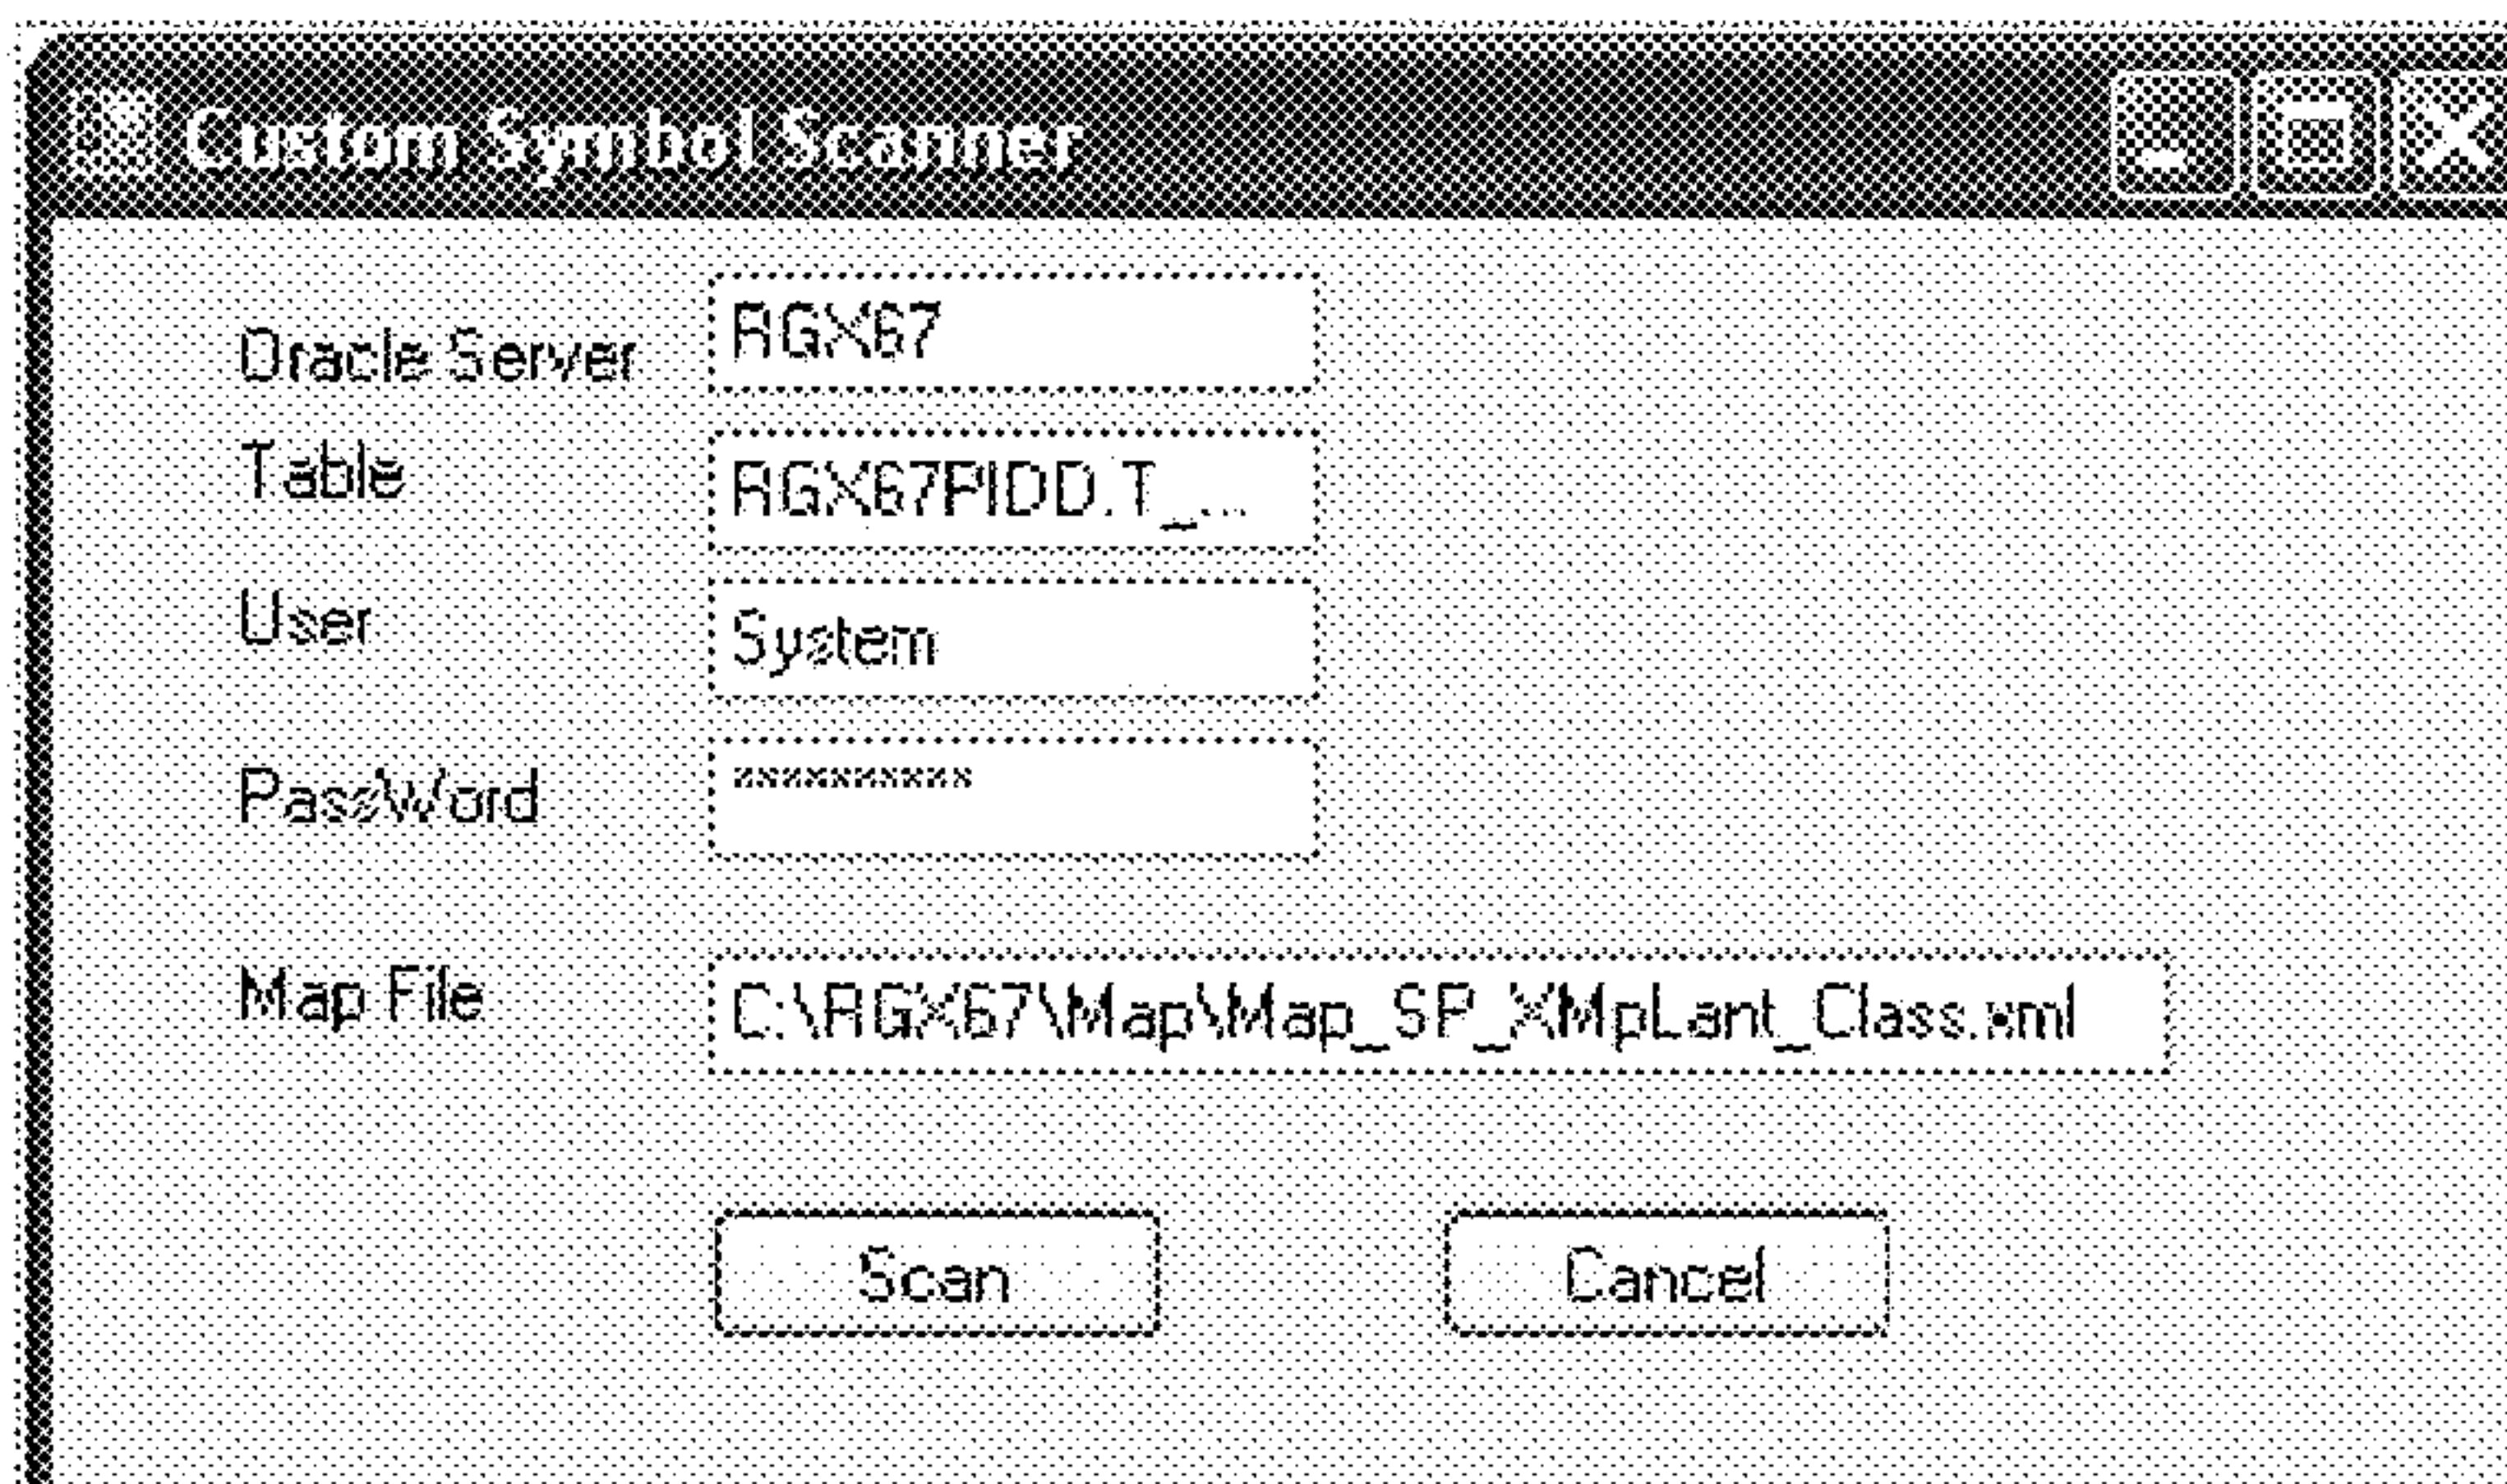 Custom Symbol Scanner
Oracle Server RGX67
Table RGX67PIDD.T_...
User System
PassWord **********
Map File C:\RGX67\Map\Map_SP_XMpLant_Class.xml
Scan Cancel